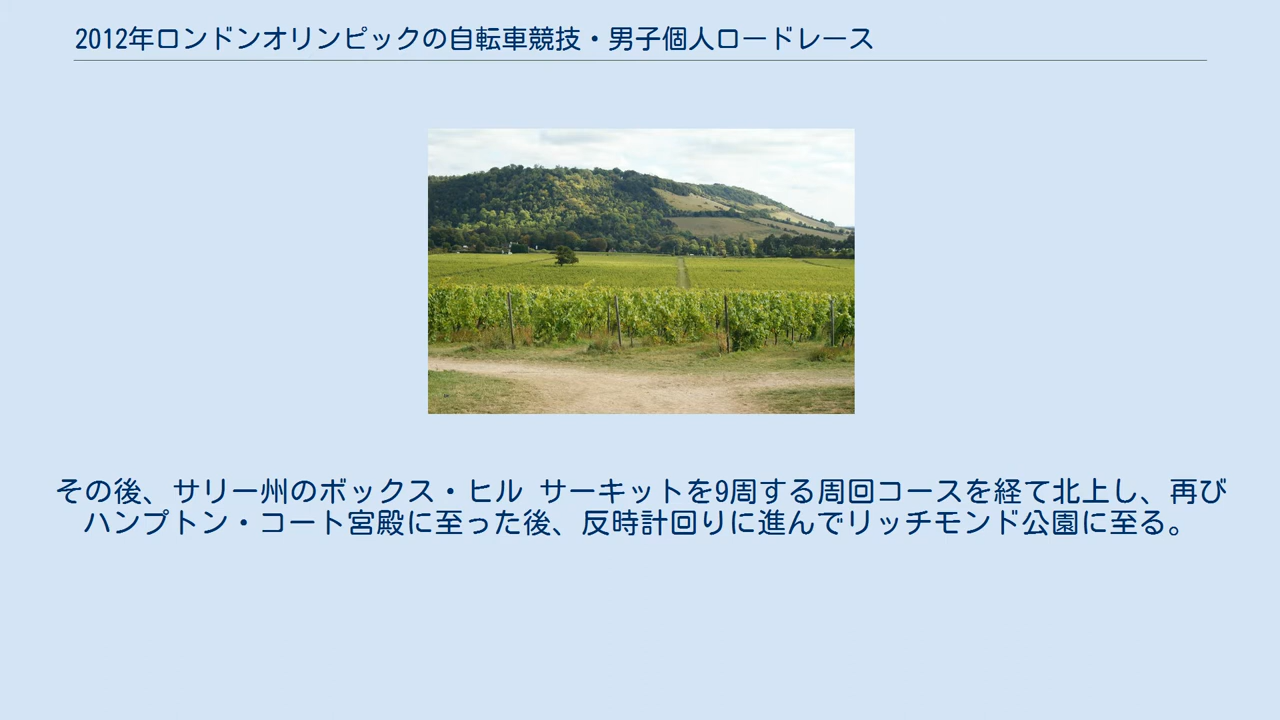 2012年ロンドンオリンピックの自転車競技・男子個人ロードレース
その後、サリー州のボックス・ヒル サーキットを9周する周回コースを経て北上し、再び
ハンプトン・コート宮殿に至った後、反時計回りに進んでリッチモンド公園に至る。